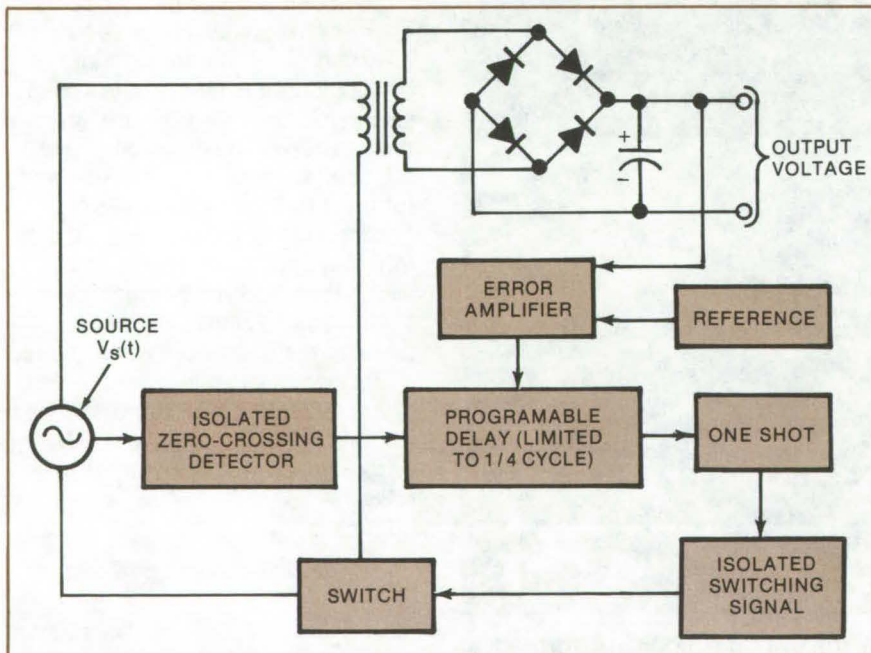 +
-
OUTPUT
VOLTAGE
ERROR
AMPLIFIER
REFERENCE
SOURCE
Vs(t)
ISOLATED
ZERO-CROSSING
DETECTOR
PROGRAMABLE
DELAY (LIMITED
TO 1/4 CYCLE)
ONE SHOT
SWITCH
ISOLATED
SWITCHING
SIGNAL